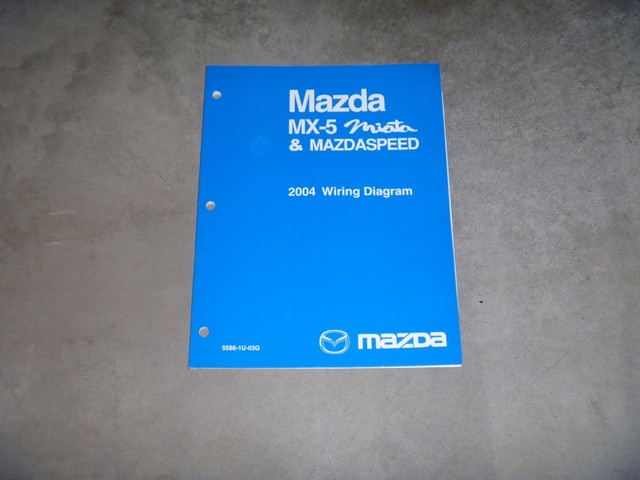 Mazda
MX-5 Miata
& MAZDASPEED
2004 Wiring Diagram
5586-1U-03G
mazda